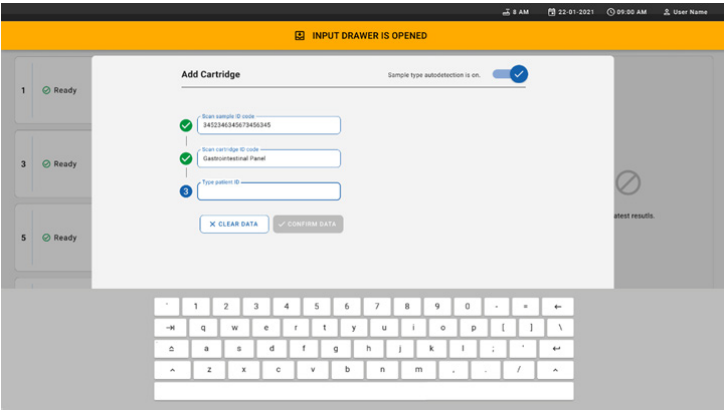 8 AM 22-01-2021 09:00 AM User Name
INPUT DRAWER IS OPENED
Add Cartridge Sample type autodetection is on.
1 Ready
Scan sample ID code
3432346345673456345
Scan cartridge ID code
Gastrointestinal Panel
3 Ready
3 Type patient ID
atest resutls.
CLEAR DATA CONFIRM DATA
5 Ready
` 1 2 3 4 5 6 7 8 9 0 - =
q w e r t y u i o p [ ] \
a s d f g h j k l ; '
z x c v b n m , . /